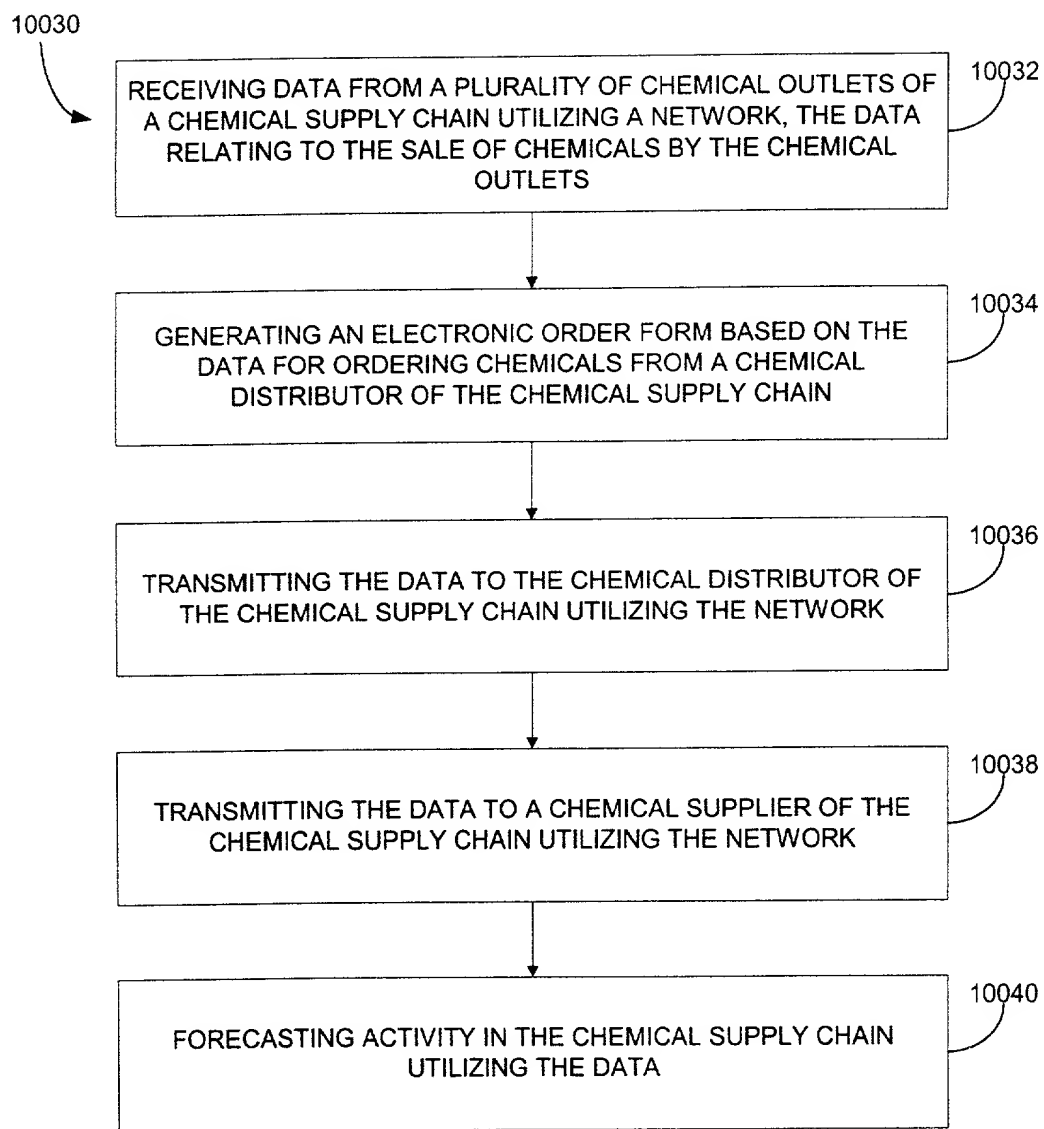 10030
RECEIVING DATA FROM A PLURALITY OF CHEMICAL OUTLETS OF
A CHEMICAL SUPPLY CHAIN UTILIZING A NETWORK, THE DATA
RELATING TO THE SALE OF CHEMICALS BY THE CHEMICAL
OUTLETS
10032
GENERATING AN ELECTRONIC ORDER FORM BASED ON THE
DATA FOR ORDERING CHEMICALS FROM A CHEMICAL
DISTRIBUTOR OF THE CHEMICAL SUPPLY CHAIN
10034
TRANSMITTING THE DATA TO THE CHEMICAL DISTRIBUTOR OF
THE CHEMICAL SUPPLY CHAIN UTILIZING THE NETWORK
10036
TRANSMITTING THE DATA TO A CHEMICAL SUPPLIER OF THE
CHEMICAL SUPPLY CHAIN UTILIZING THE NETWORK
10038
FORECASTING ACTIVITY IN THE CHEMICAL SUPPLY CHAIN
UTILIZING THE DATA
10040